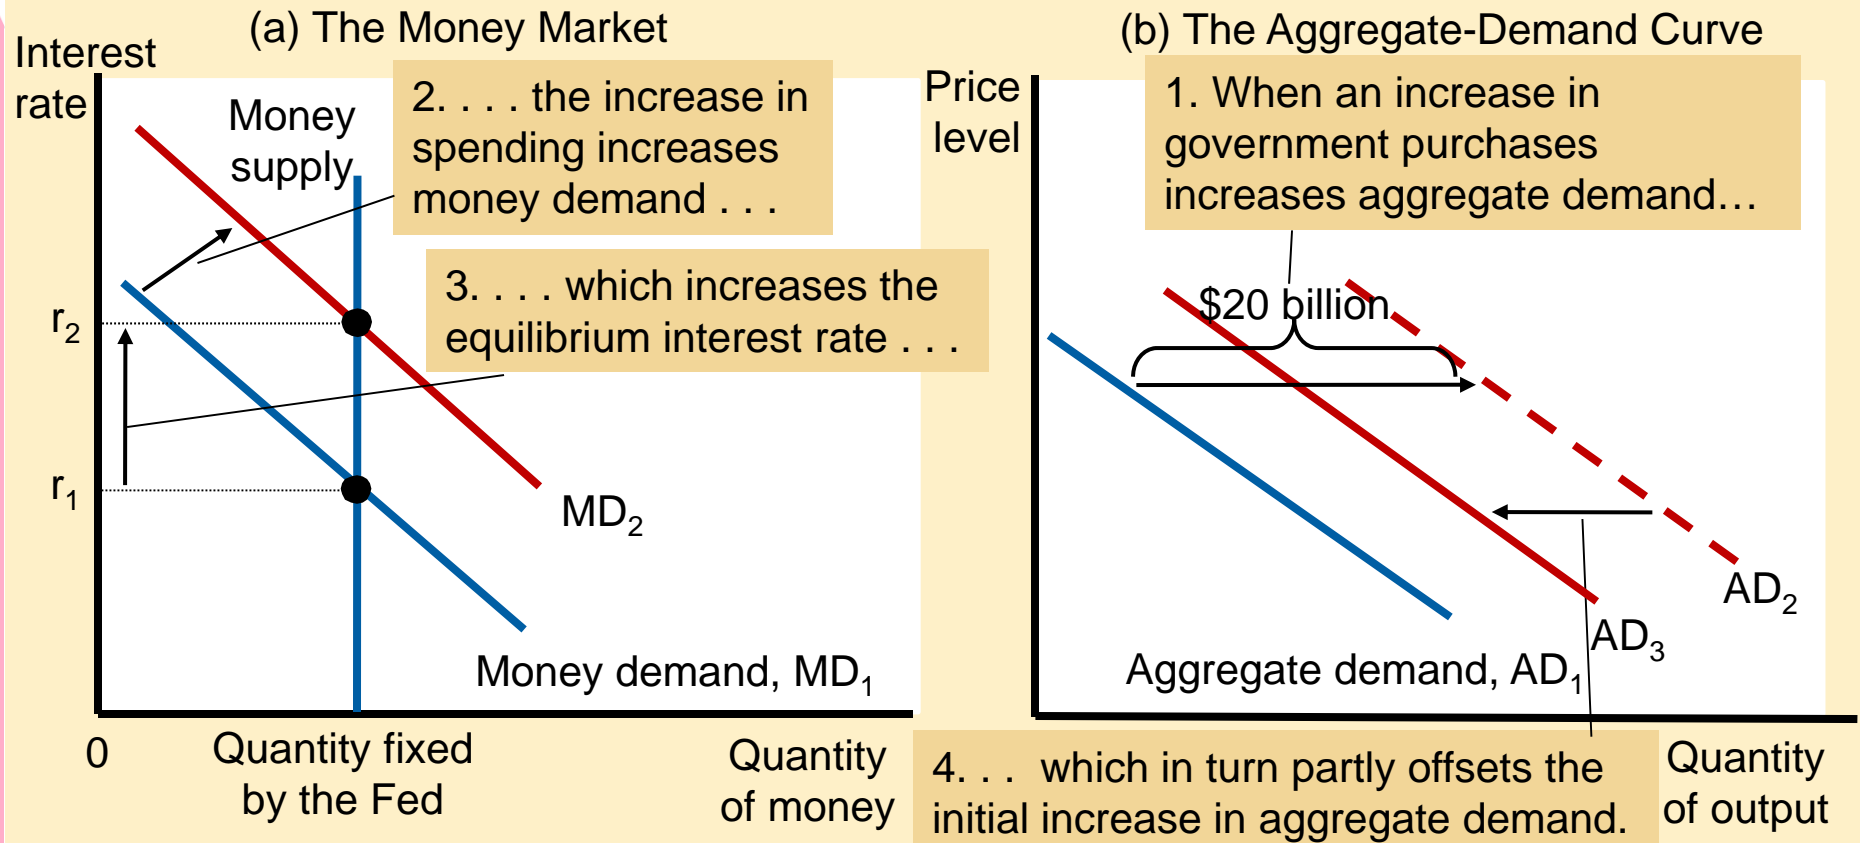 (a) The Money Market
Interest
rate
Money
supply
2. . . . the increase in
spending increases
money demand . . .
3. . . . which increases the
equilibrium interest rate . . .
r2
r1
MD2
Money demand, MD1
0
Quantity fixed
by the Fed
Quantity
of money
(b) The Aggregate-Demand Curve
Price
level
1. When an increase in
government purchases
increases aggregate demand…
$20 billion
AD2
AD3
Aggregate demand, AD1
4. . . which in turn partly offsets the
initial increase in aggregate demand.
Quantity
of output